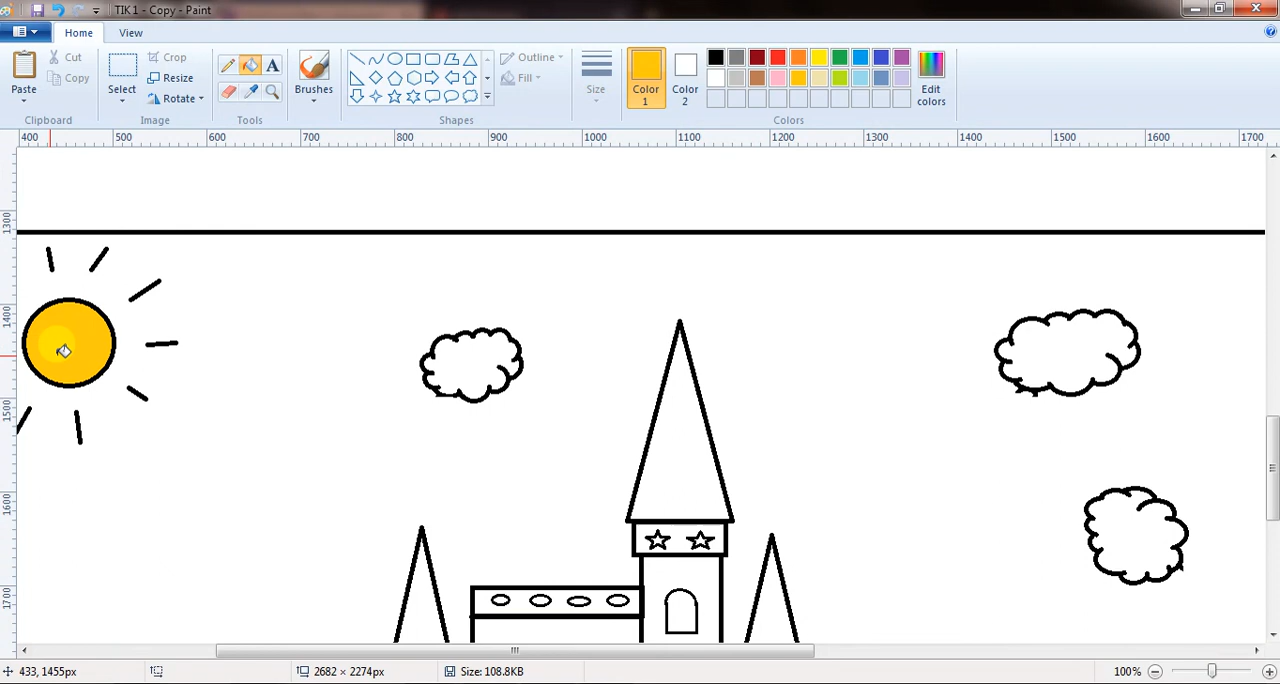 TIK 1 - Copy - Paint
Home View
Paste
Cut
Copy
Clipboard
Select
Crop
Resize
Rotate
Image
A
Tools
Brushes
Outline
Fill
Shapes
Size
Color 1
Color 2
Edit colors
Colors
400 500 600 700 800 900 1000 1100 1200 1300 1400 1500 1600 1700
1300
1400
1500
1600
1700
433, 1455px
2682 × 2274px
Size: 108.8KB
100%